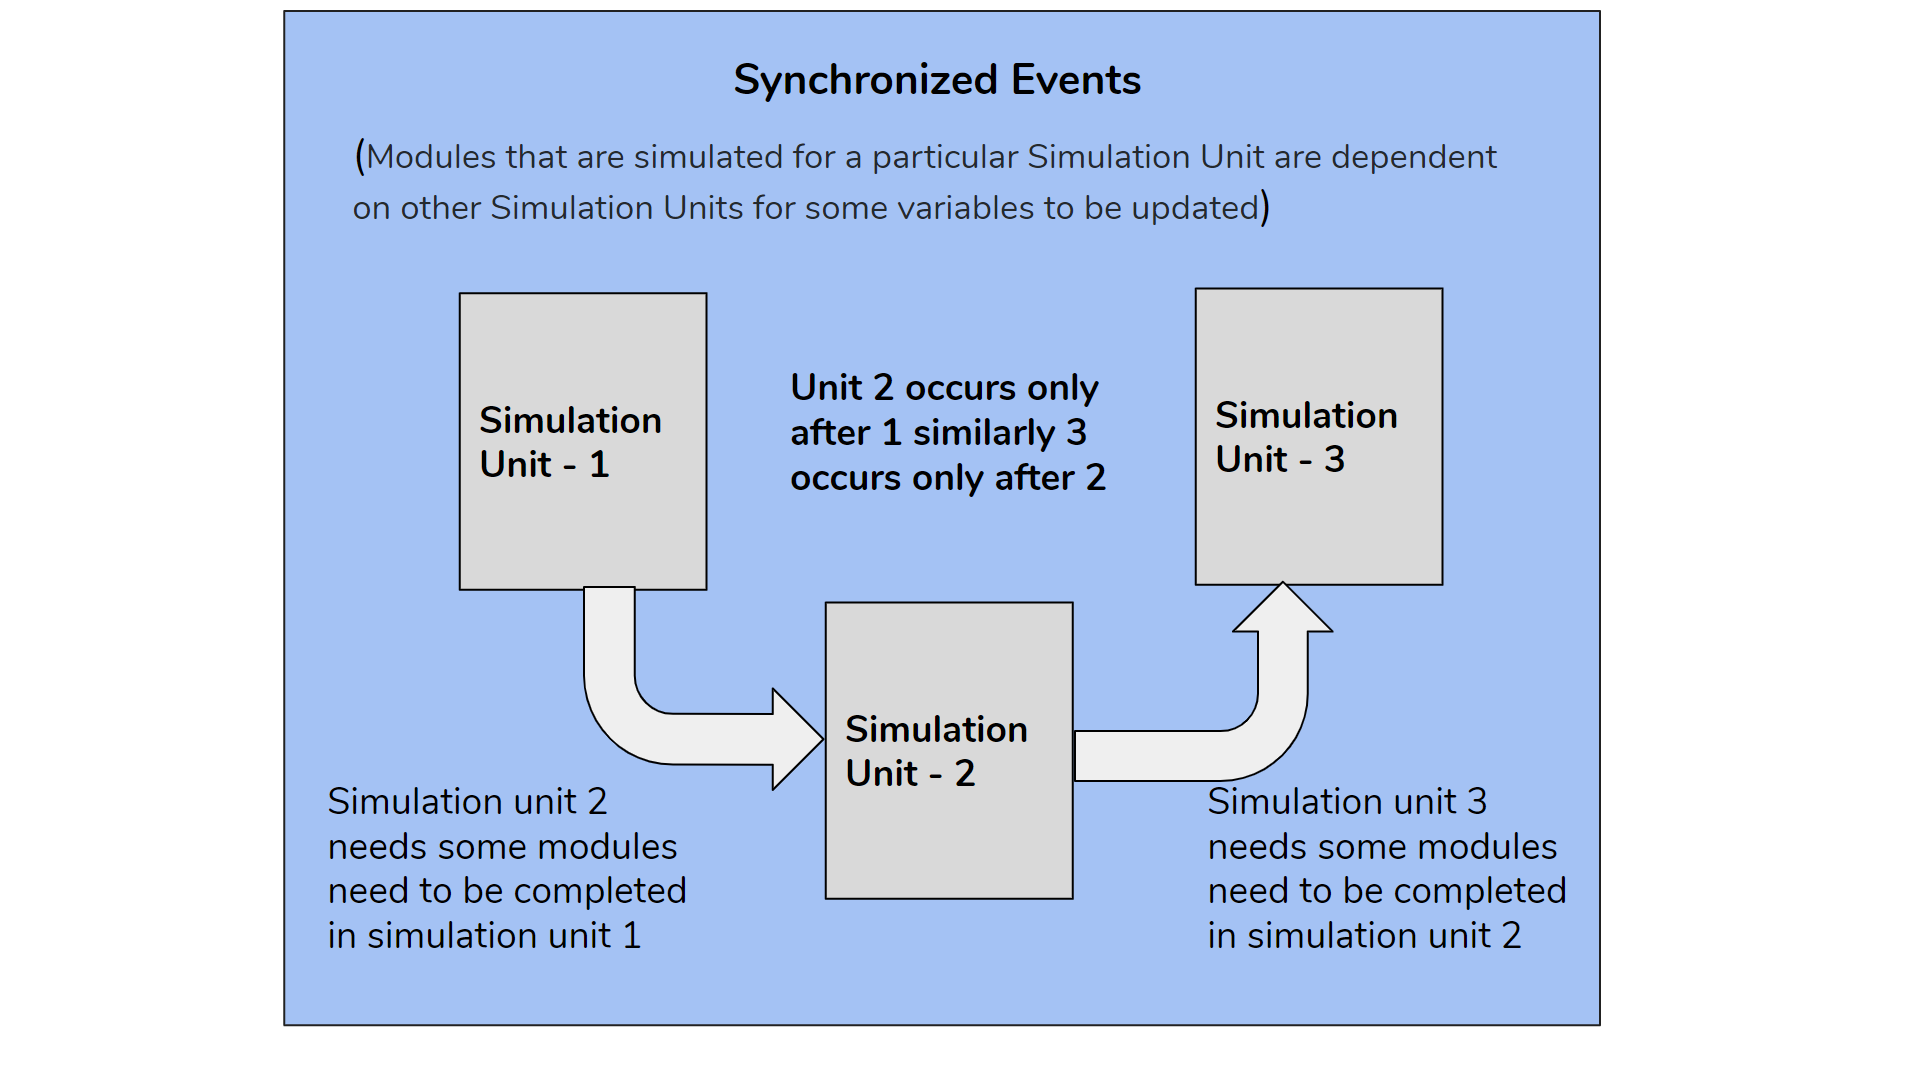 Synchronized Events
(Modules that are simulated for a particular Simulation Unit are dependent
on other Simulation Units for some variables to be updated)
Simulation
Unit - 1
Unit 2 occurs only
after 1 similarly 3
occurs only after 2
Simulation
Unit - 3
Simulation
Unit - 2
Simulation unit 2
needs some modules
need to be completed
in simulation unit 1
Simulation unit 3
needs some modules
need to be completed
in simulation unit 2